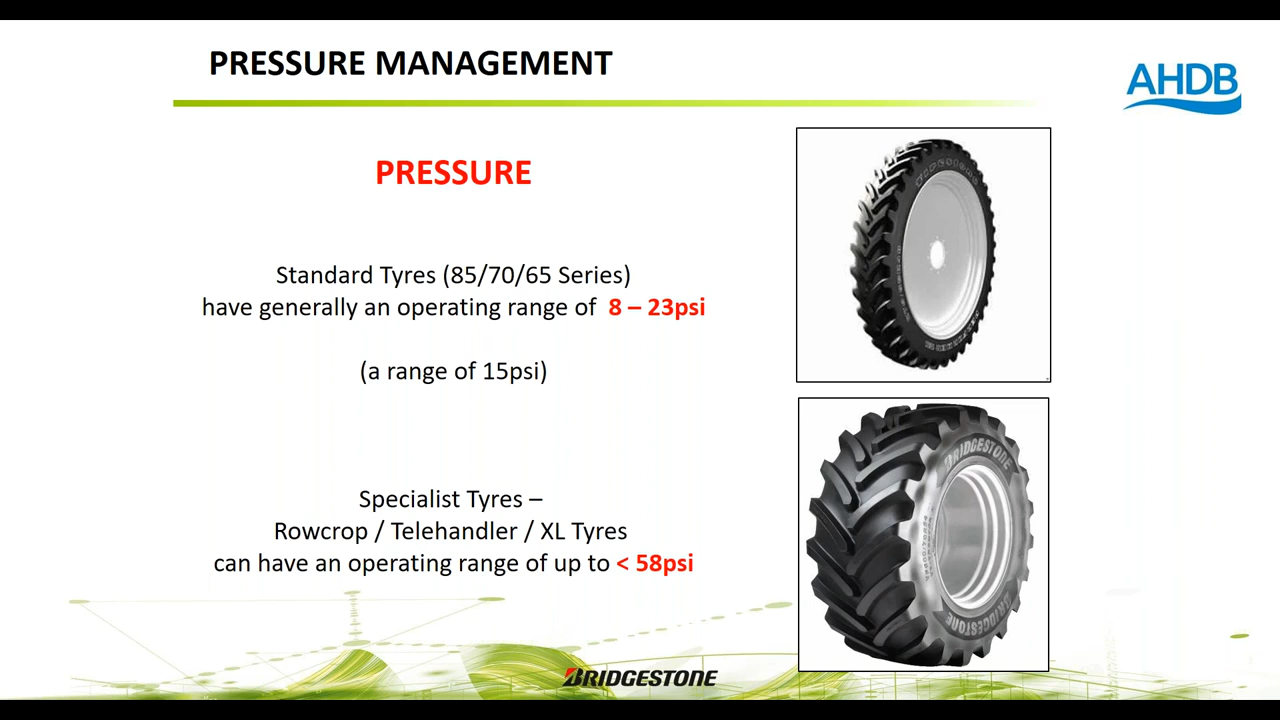 PRESSURE MANAGEMENT
AHDB
PRESSURE
Standard Tyres (85/70/65 Series)
have generally an operating range of 8 – 23psi
(a range of 15psi)
Specialist Tyres –
Rowcrop / Telehandler / XL Tyres
can have an operating range of up to < 58psi
BRIDGESTONE
BRIDGESTONE
BRIDGESTONE